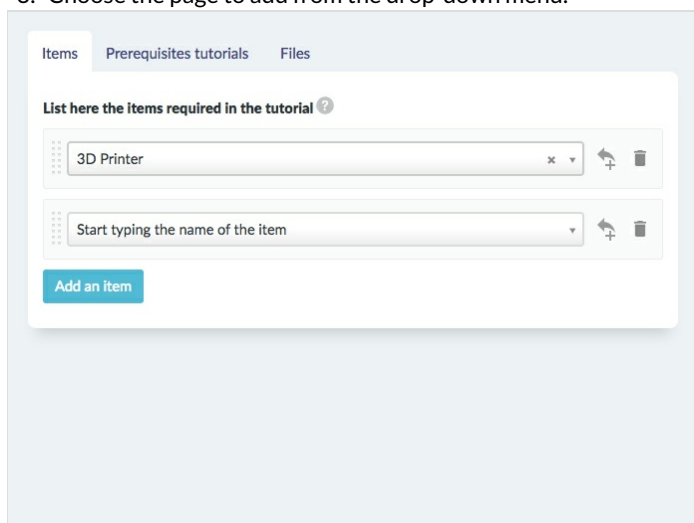 Choose the page to add from the drop-down menu.
Items Prerequisites tutorials Files
List here the items required in the tutorial ?
3D Printer × ▾
Start typing the name of the item ▾
Add an item